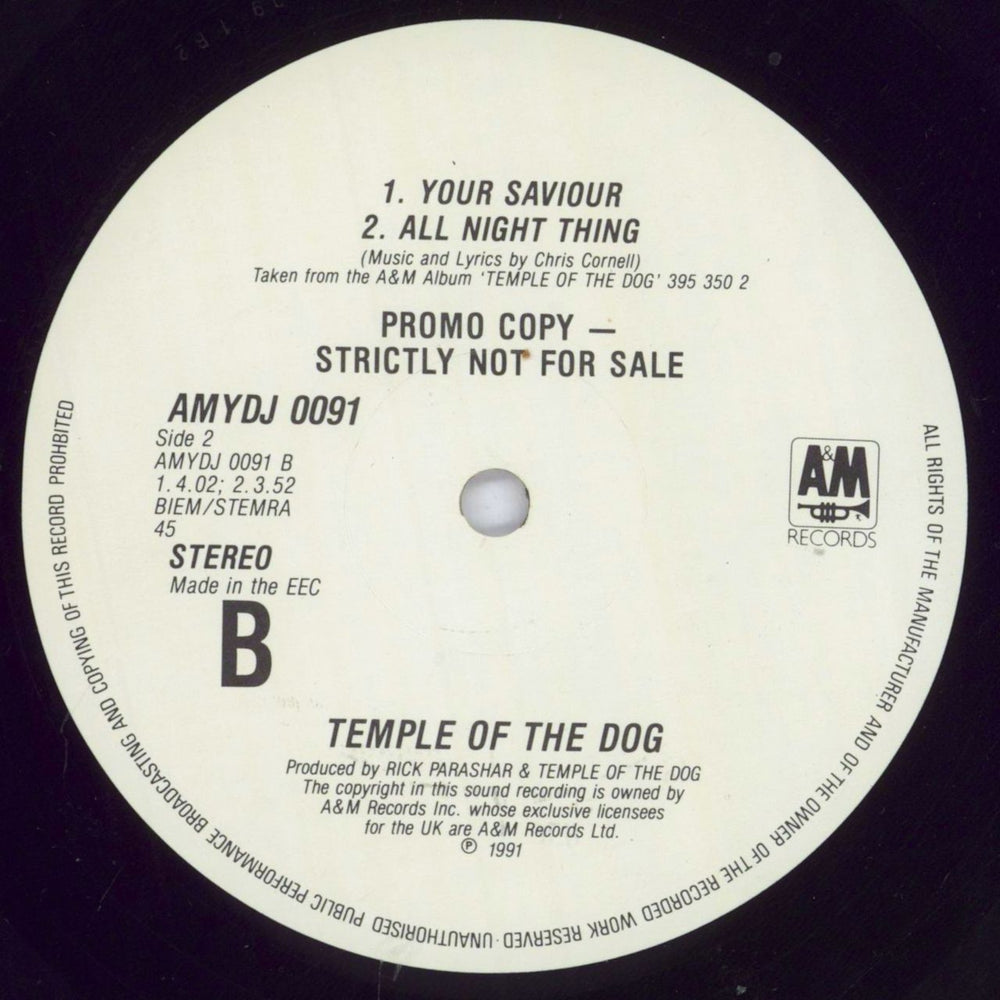 1. YOUR SAVIOUR
2. ALL NIGHT THING
(Music and Lyrics by Chris Cornell)
Taken from the A&M Album 'TEMPLE OF THE DOG' 395 350 2
PROMO COPY —
STRICTLY NOT FOR SALE
AMYDJ 0091
Side 2
AMYDJ 0091 B
1. 4.02; 2. 3.52
BIEM/STEMRA
45
STEREO
Made in the EEC
B
A&M
RECORDS
TEMPLE OF THE DOG
Produced by RICK PARASHAR & TEMPLE OF THE DOG
The copyright in this sound recording is owned by
A&M Records Inc. whose exclusive licensees
for the UK are A&M Records Ltd.
℗ 1991
ALL RIGHTS OF THE MANUFACTURER AND OF THE OWNER OF THE RECORDED WORK RESERVED · UNAUTHORISED PUBLIC PERFORMANCE BROADCASTING AND COPYING OF THIS RECORD PROHBITED